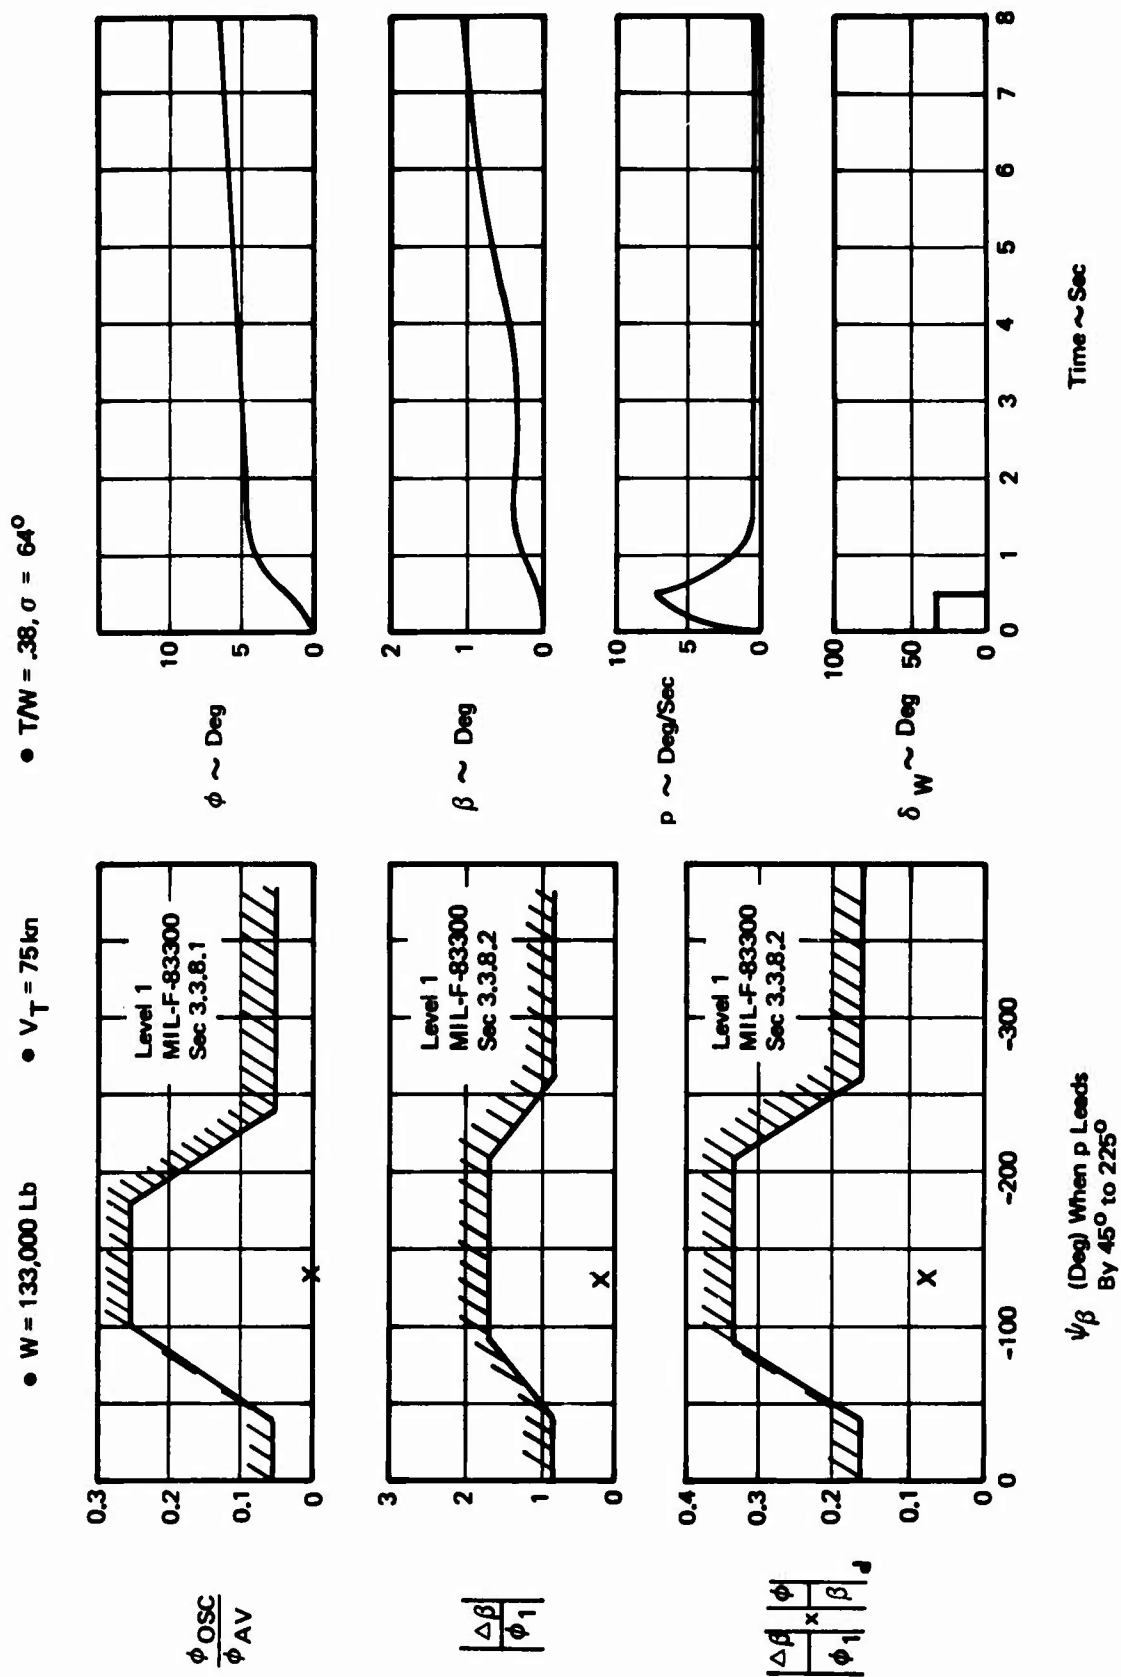 • W = 133,000 Lb • V_T = 75 kn • T/W = .38, σ = 64°
ϕ_OSC / ϕ_AV
0.3
0.2
0.1
0
Level 1
MIL-F-83300
Sec 3.3.8.1
X
|Δβ / ϕ_1|
3
2
1
0
Level 1
MIL-F-83300
Sec 3.3.8.2
X
|Δβ / ϕ_1| x |ϕ / β|_d
0.4
0.3
0.2
0.1
0
Level 1
MIL-F-83300
Sec 3.3.8.2
X
0 -100 -200 -300
ψ_β (Deg) When p Leads
By 45° to 225°
ϕ ~ Deg
10
5
0
β ~ Deg
2
1
0
p ~ Deg/Sec
10
5
0
δ_W ~ Deg
100
50
0
0 1 2 3 4 5 6 7 8
Time ~ Sec